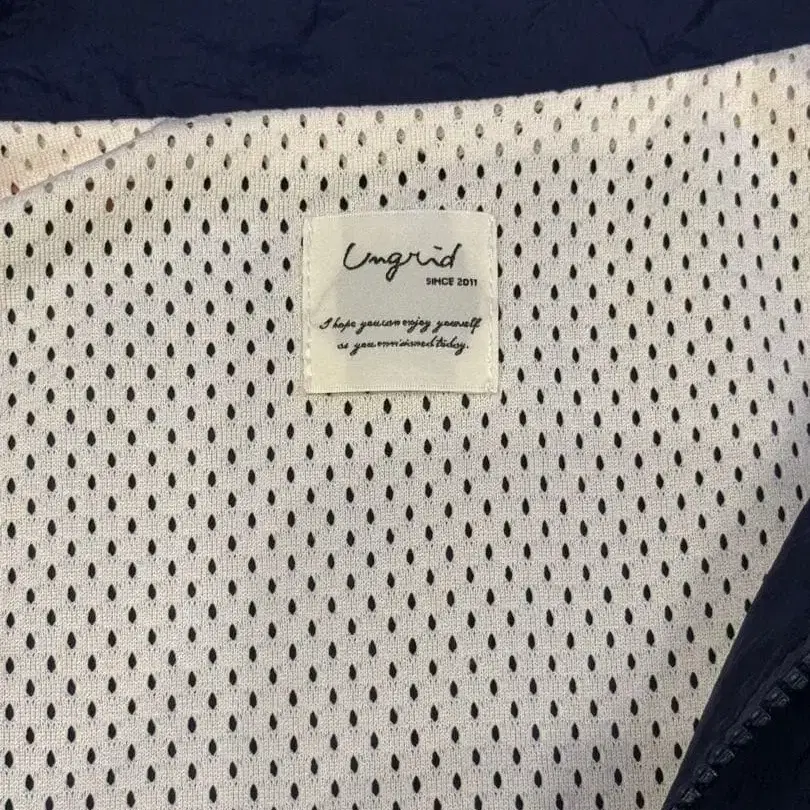 Ungrid
SINCE 2011
I hope you can enjoy yourself
as you envisioned today.